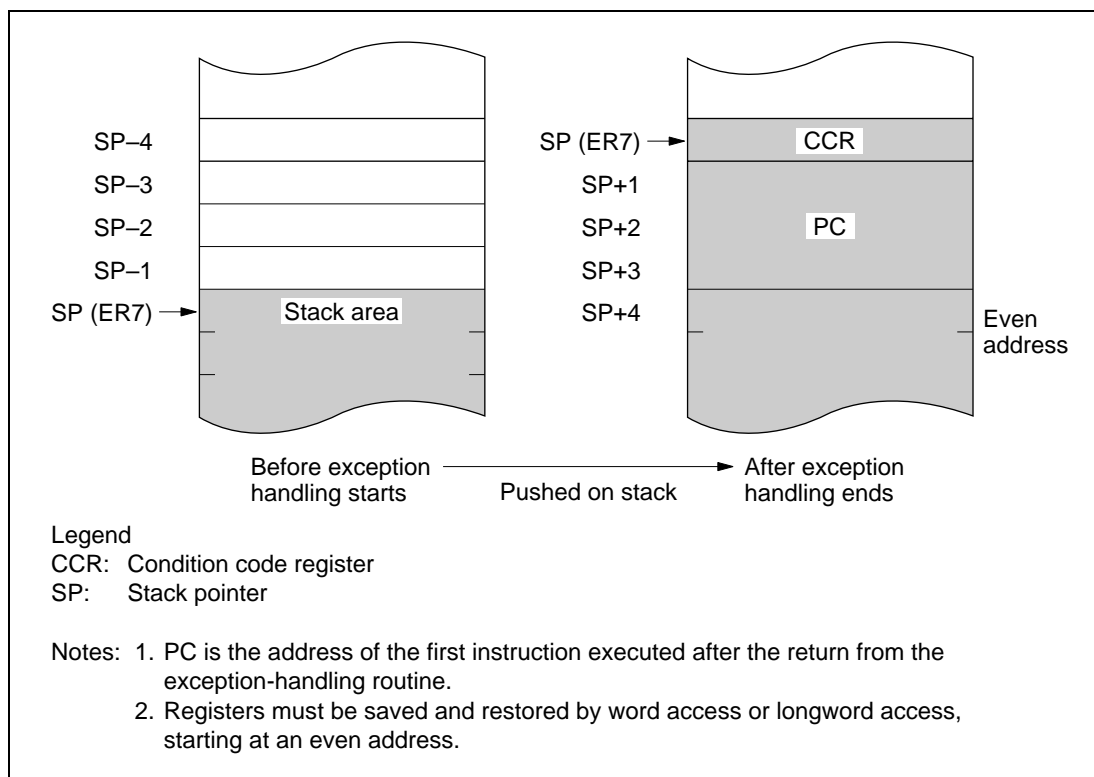 SP–4
SP–3
SP–2
SP–1
SP (ER7)
Stack area
SP (ER7)
CCR
SP+1
SP+2
PC
SP+3
SP+4
Even
address
Before exception
handling starts
Pushed on stack
After exception
handling ends
Legend
CCR: Condition code register
SP: Stack pointer
Notes: 1. PC is the address of the first instruction executed after the return from the
exception-handling routine.
2. Registers must be saved and restored by word access or longword access,
starting at an even address.